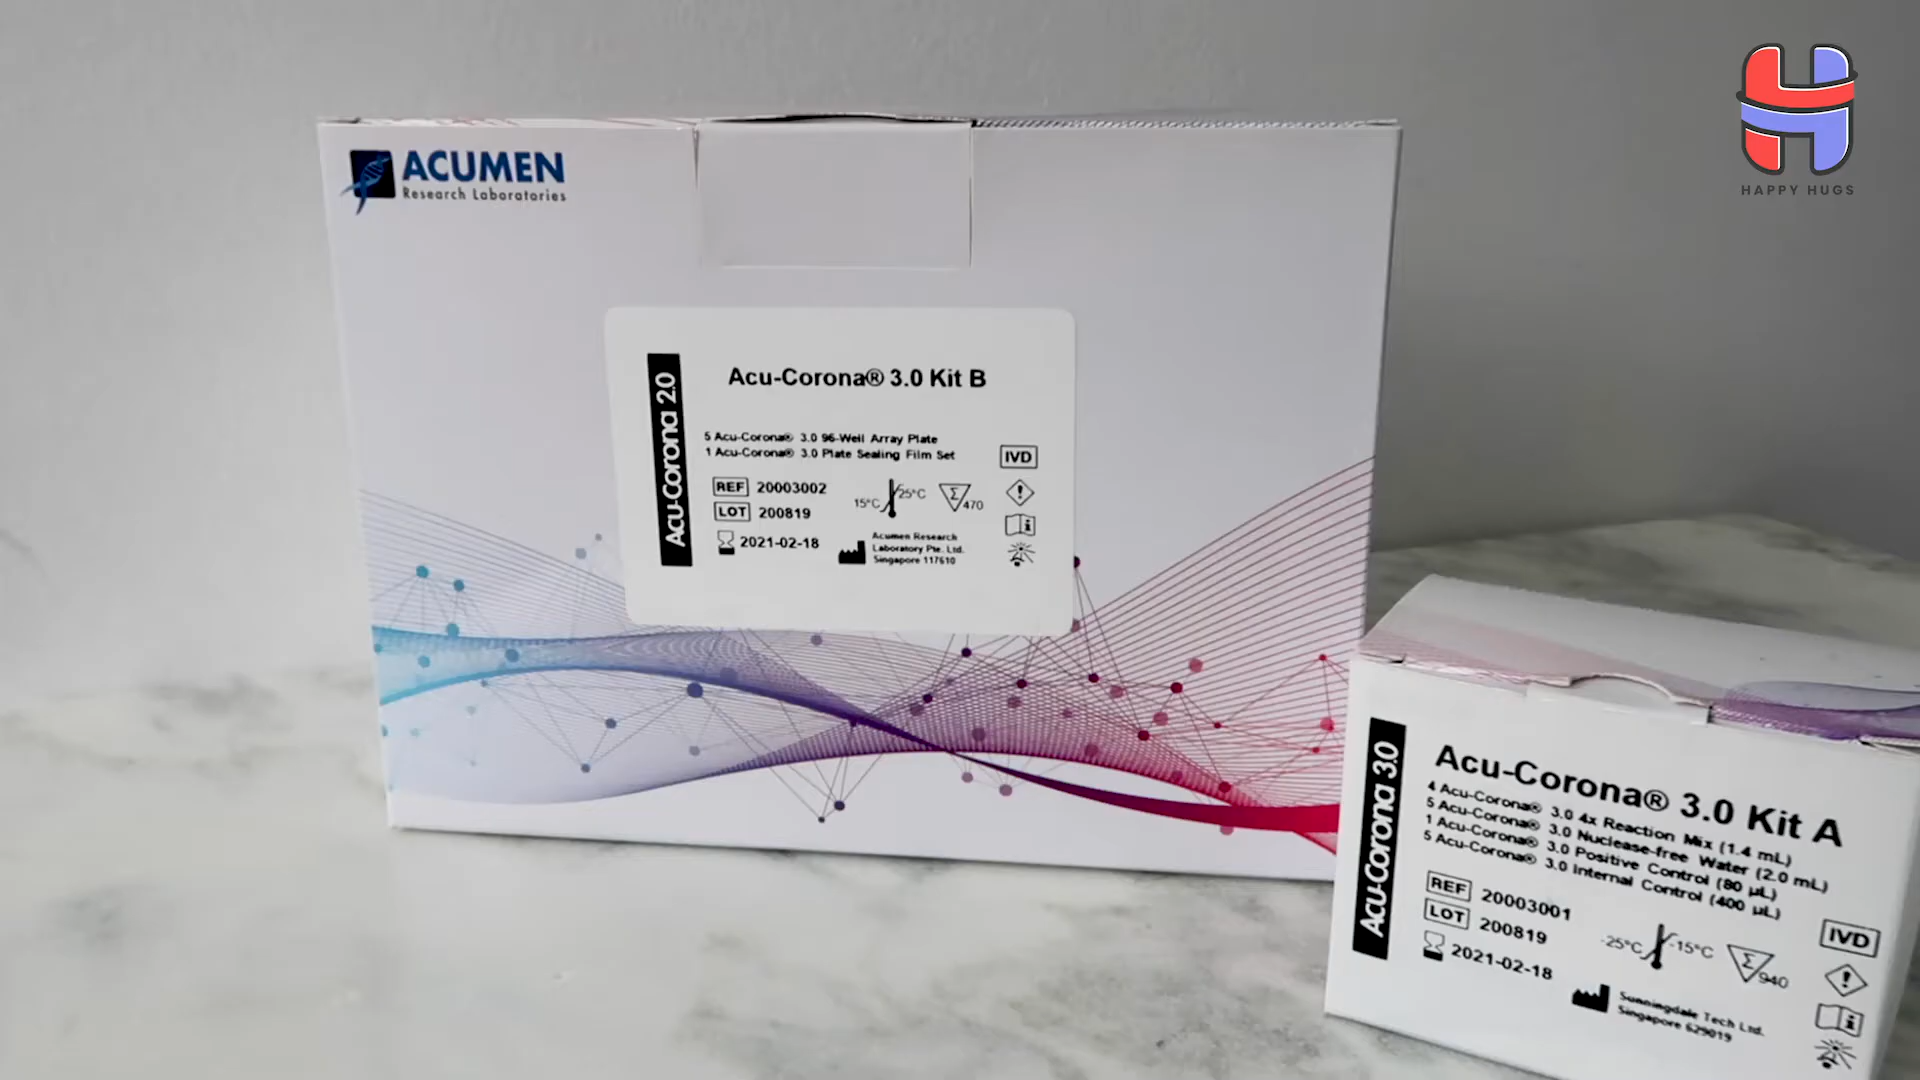 ACUMEN
Research Laboratories
HAPPY HUGS
Acu-Corona 2.0
Acu-Corona® 3.0 Kit B
5 Acu-Corona® 3.0 96-Well Array Plate
1 Acu-Corona® 3.0 Plate Sealing Film Set
IVD
REF 20003002
LOT 200819
2021-02-18
15°C 25°C
Σ 470
Acumen Research
Laboratory Pte. Ltd.
Singapore 117610
Acu-Corona 3.0
Acu-Corona® 3.0 Kit A
4 Acu-Corona® 3.0 4x Reaction Mix (1.4 mL)
5 Acu-Corona® 3.0 Nuclease-free Water (2.0 mL)
1 Acu-Corona® 3.0 Positive Control (80 µL)
5 Acu-Corona® 3.0 Internal Control (400 µL)
REF 20003001
LOT 200819
2021-02-18
-25°C -15°C
Σ 940
IVD
Sunningdale Tech Ltd.
Singapore 629019